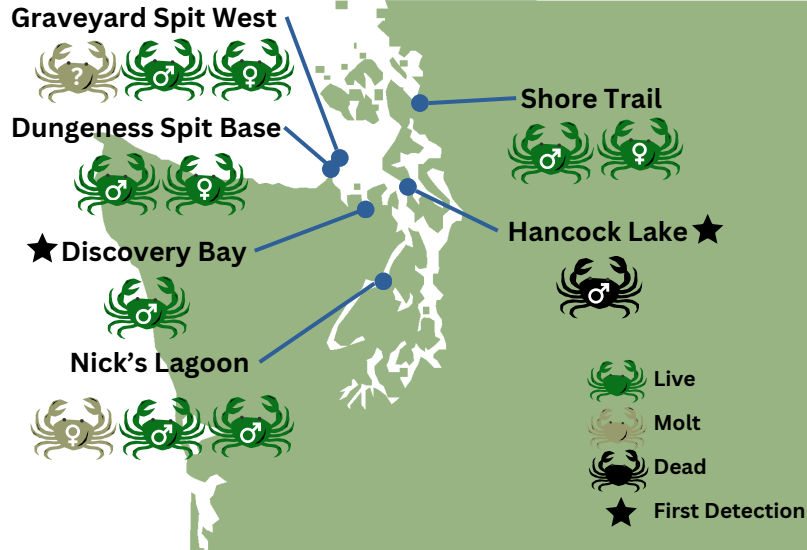 Graveyard Spit West
?
♂
♀
Dungeness Spit Base
♂
♀
Shore Trail
♂
♀
Hancock Lake
♂
Discovery Bay
♂
Nick’s Lagoon
♀
♂
♂
Live
Molt
Dead
First Detection